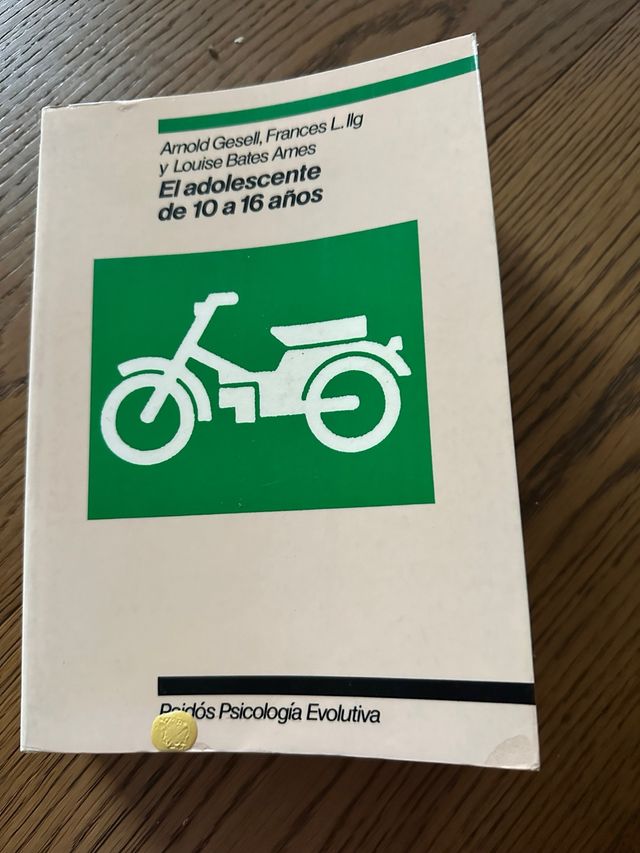 Arnold Gesell, Frances L. Ilg
y Louise Bates Ames
El adolescente
de 10 a 16 años
Paidós Psicología Evolutiva